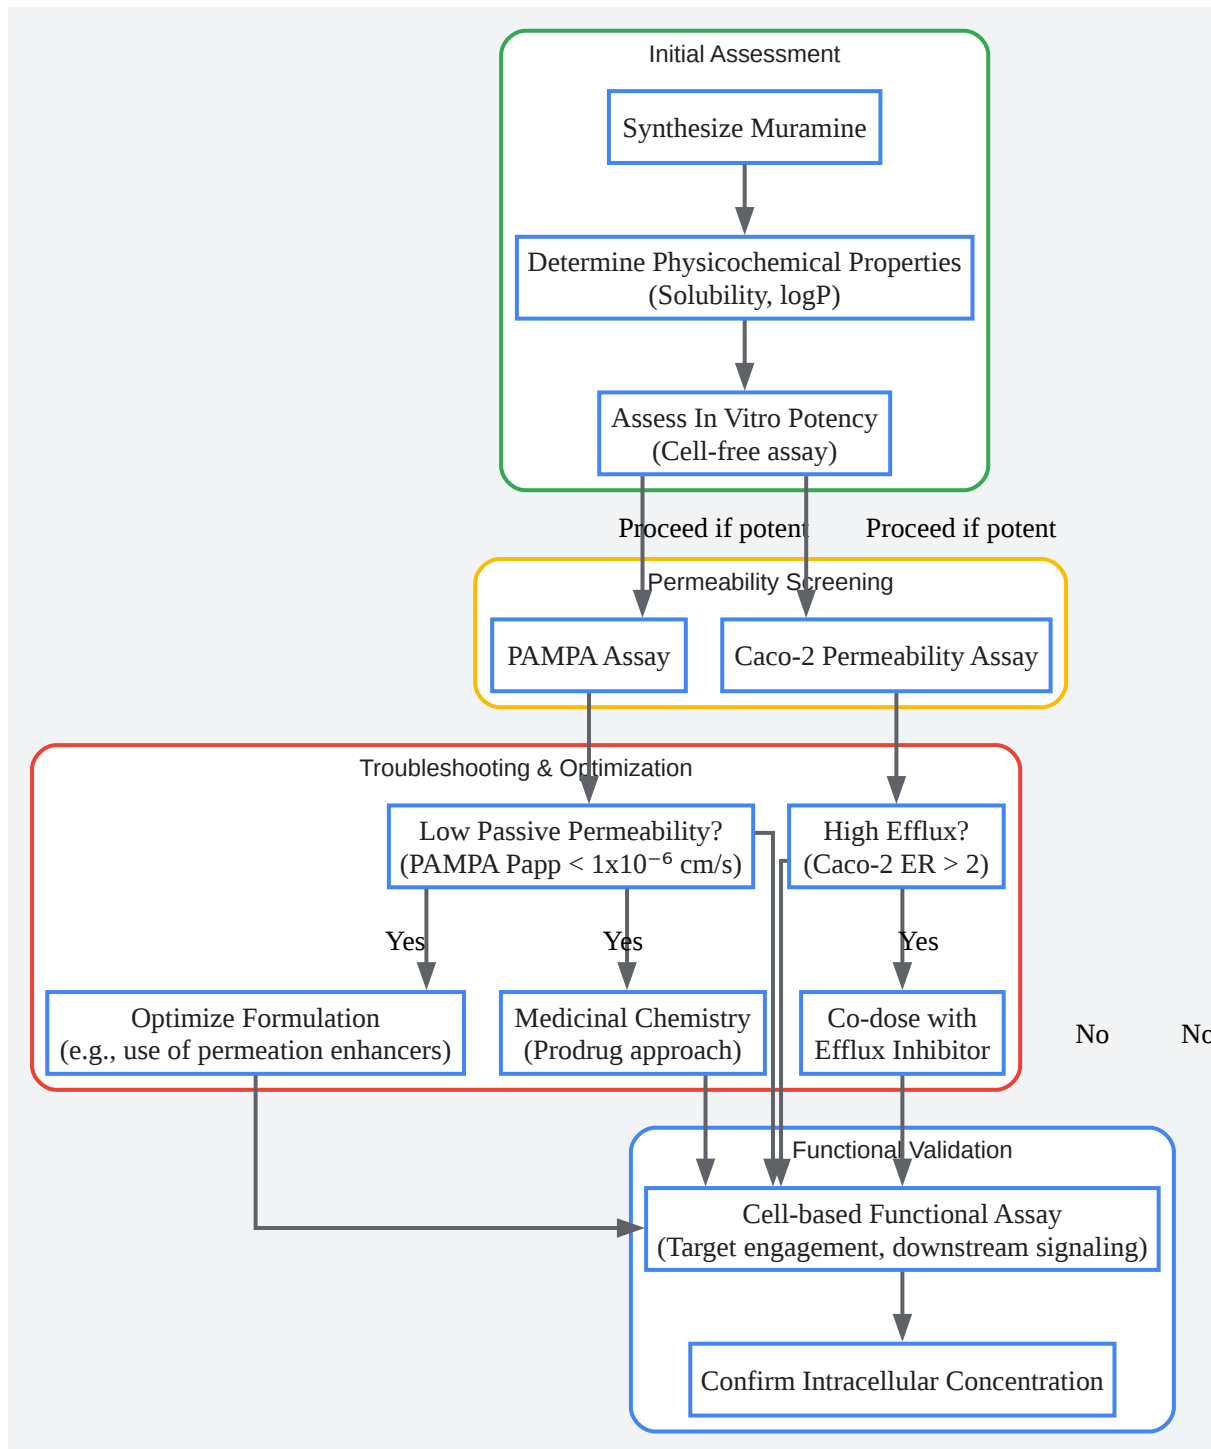 Initial Assessment
Synthesize Muramine
Determine Physicochemical Properties
(Solubility, logP)
Assess In Vitro Potency
(Cell-free assay)
Proceed if potent
Proceed if potent
Permeability Screening
PAMPA Assay
Caco-2 Permeability Assay
Troubleshooting & Optimization
Low Passive Permeability?
(PAMPA Papp < 1x10⁻⁶ cm/s)
High Efflux?
(Caco-2 ER > 2)
Yes
Yes
Yes
Optimize Formulation
(e.g., use of permeation enhancers)
Medicinal Chemistry
(Prodrug approach)
Co-dose with
Efflux Inhibitor
No
No
Functional Validation
Cell-based Functional Assay
(Target engagement, downstream signaling)
Confirm Intracellular Concentration